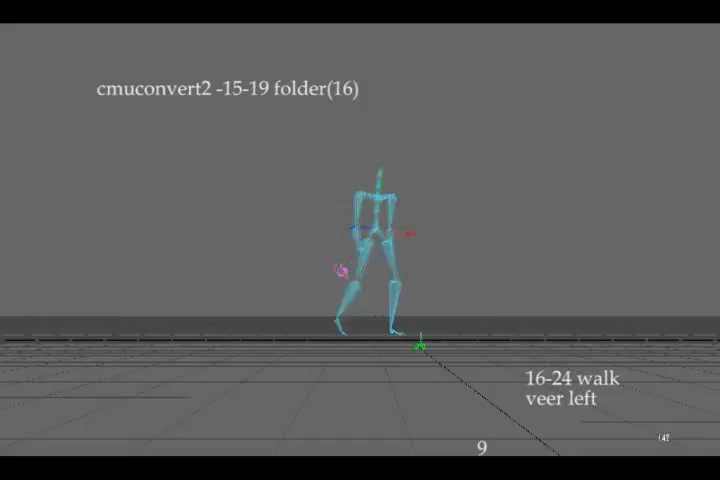 cmuconvert2 -15-19 folder(16)
16-24 walk
veer left
9